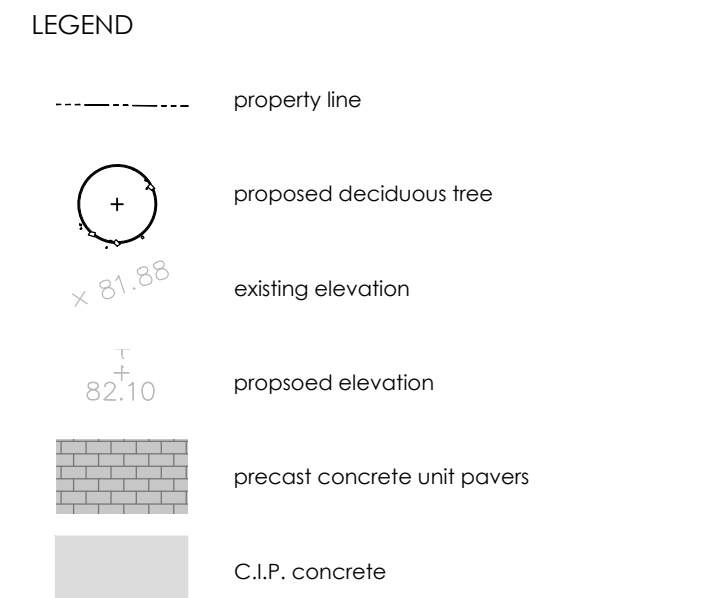 LEGEND
property line
proposed deciduous tree
× 81.88
existing elevation
82.10
propsoed elevation
precast concrete unit pavers
C.I.P. concrete